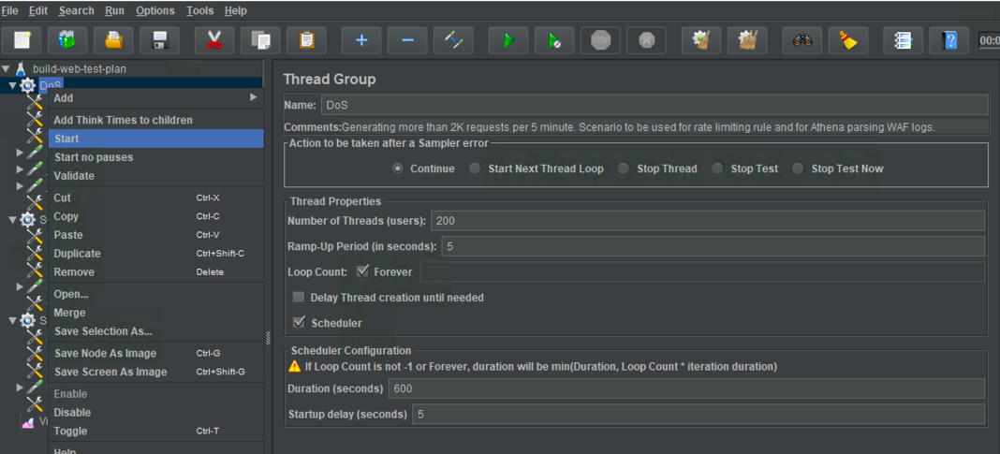 File Edit Search Run Options Tools Help
STOP
00:0
build-web-test-plan
DoS
Add
Add Think Times to children
Start
Start no pauses
Validate
Cut Ctrl-X
Copy Ctrl-C
Paste Ctrl-V
Duplicate Ctrl+Shift-C
Remove Delete
Open...
Merge
Save Selection As...
Save Node As Image Ctrl-G
Save Screen As Image Ctrl+Shift-G
Enable
Disable
Toggle Ctrl-T
Help
S
S
Vi
Thread Group
Name: DoS
Comments:Generating more than 2K requests per 5 minute. Scenario to be used for rate limiting rule and for Athena parsing WAF logs.
Action to be taken after a Sampler error
Continue Start Next Thread Loop Stop Thread Stop Test Stop Test Now
Thread Properties
Number of Threads (users): 200
Ramp-Up Period (in seconds): 5
Loop Count: Forever
Delay Thread creation until needed
Scheduler
Scheduler Configuration
If Loop Count is not -1 or Forever, duration will be min(Duration, Loop Count * iteration duration)
Duration (seconds) 600
Startup delay (seconds) 5